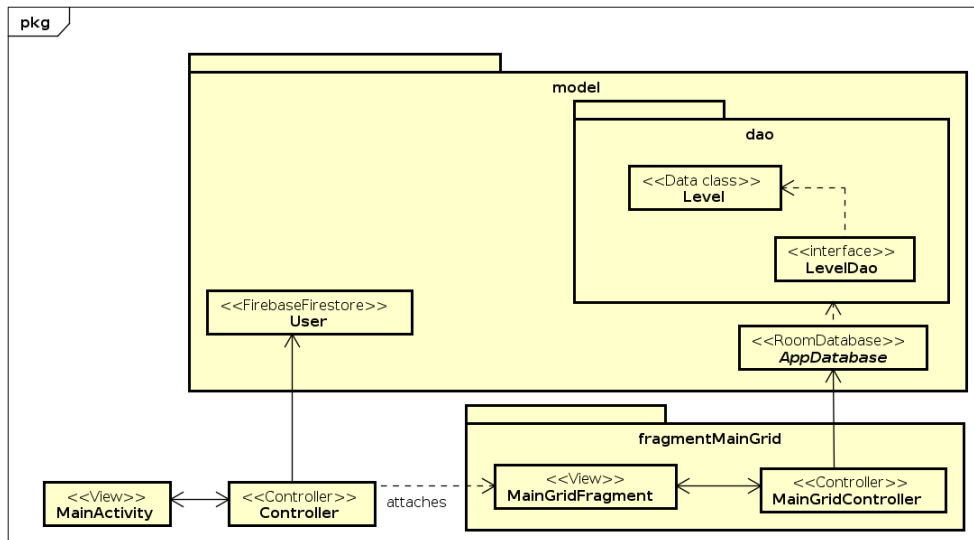 pkg
model
dao
<<Data class>>
Level
<<interface>>
LevelDao
<<FirebaseFirestore>>
User
<<RoomDatabase>>
AppDatabase
fragmentMainGrid
<<View>>
MainActivity
<<Controller>>
Controller
attaches
<<View>>
MainGridFragment
<<Controller>>
MainGridController